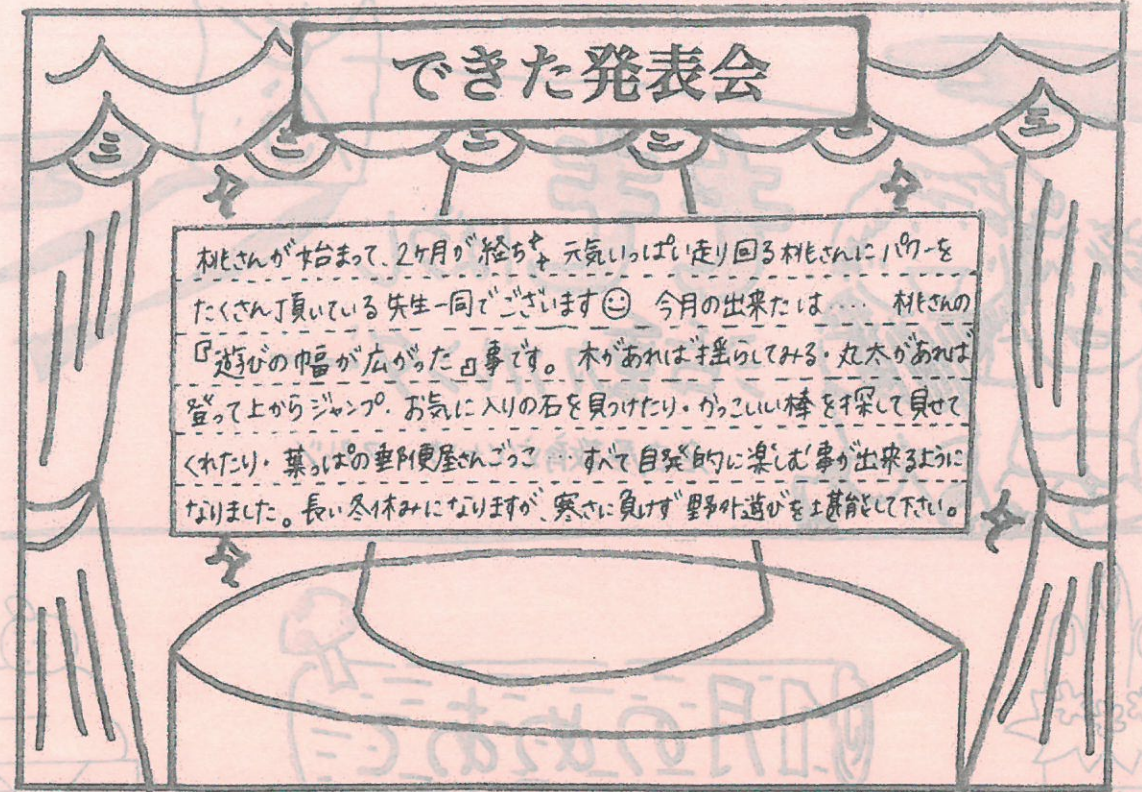 できた発表会
桃さんが始まって、2ヶ月が経ち 元気いっぱい走り回る桃さんにパワーを
たくさん頂いている先生一同でございます☺ 今月の出来たは‥‥ 桃さんの
『遊びの幅が広がった』事です。 木があれば揺らしてみる・丸太があれば
登って上からジャンプ・お気に入りの石を見つけたり・かっこいい棒を探して見せて
くれたり・葉っぱの郵便屋さんごっこ…すべて自発的に楽しむ事が出来るように
なりました。長い冬休みになりますが、寒さに負けず野外遊びを堪能して下さい。
11月のめあて